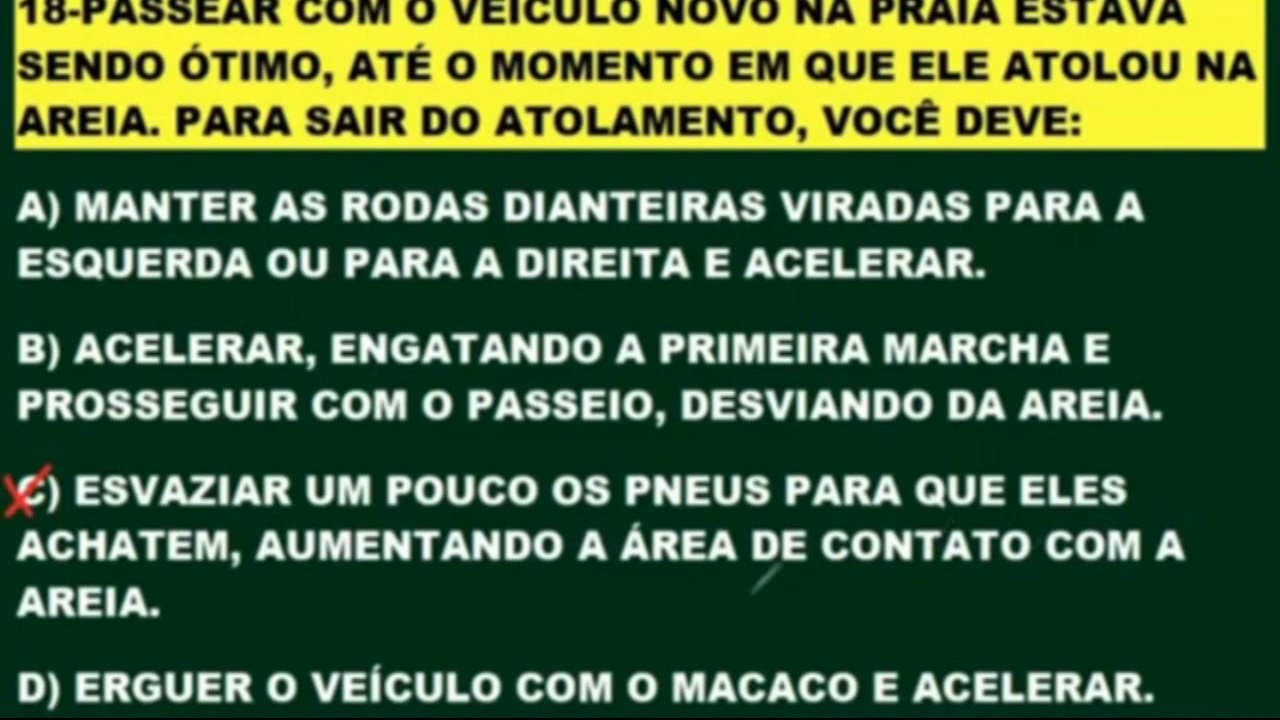 18-PASSEAR COM O VEÍCULO NOVO NA PRAIA ESTAVA
SENDO ÓTIMO, ATÉ O MOMENTO EM QUE ELE ATOLOU NA
AREIA. PARA SAIR DO ATOLAMENTO, VOCÊ DEVE:
A) MANTER AS RODAS DIANTEIRAS VIRADAS PARA A
ESQUERDA OU PARA A DIREITA E ACELERAR.
B) ACELERAR, ENGATANDO A PRIMEIRA MARCHA E
PROSSEGUIR COM O PASSEIO, DESVIANDO DA AREIA.
C) ESVAZIAR UM POUCO OS PNEUS PARA QUE ELES
ACHATEM, AUMENTANDO A ÁREA DE CONTATO COM A
AREIA.
D) ERGUER O VEÍCULO COM O MACACO E ACELERAR.